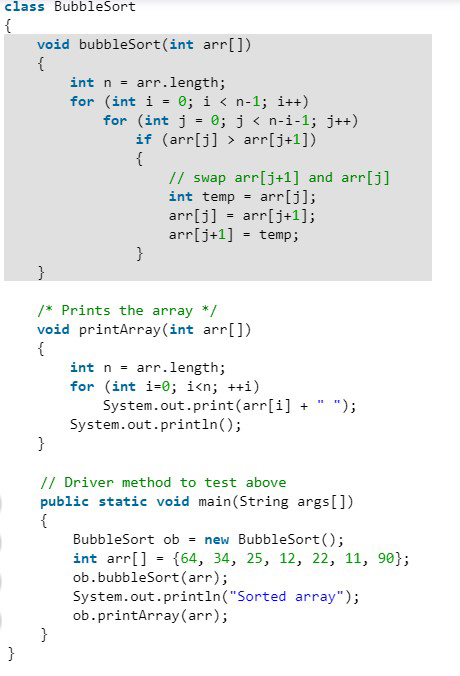 class BubbleSort
{
    void bubbleSort(int arr[])
    {
        int n = arr.length;
        for (int i = 0; i < n-1; i++)
            for (int j = 0; j < n-i-1; j++)
                if (arr[j] > arr[j+1])
                {
                    // swap arr[j+1] and arr[j]
                    int temp = arr[j];
                    arr[j] = arr[j+1];
                    arr[j+1] = temp;
                }
    }
    /* Prints the array */
    void printArray(int arr[])
    {
        int n = arr.length;
        for (int i=0; i<n; ++i)
            System.out.print(arr[i] + " ");
        System.out.println();
    }
    // Driver method to test above
    public static void main(String args[])
    {
        BubbleSort ob = new BubbleSort();
        int arr[] = {64, 34, 25, 12, 22, 11, 90};
        ob.bubbleSort(arr);
        System.out.println("Sorted array");
        ob.printArray(arr);
    }
}